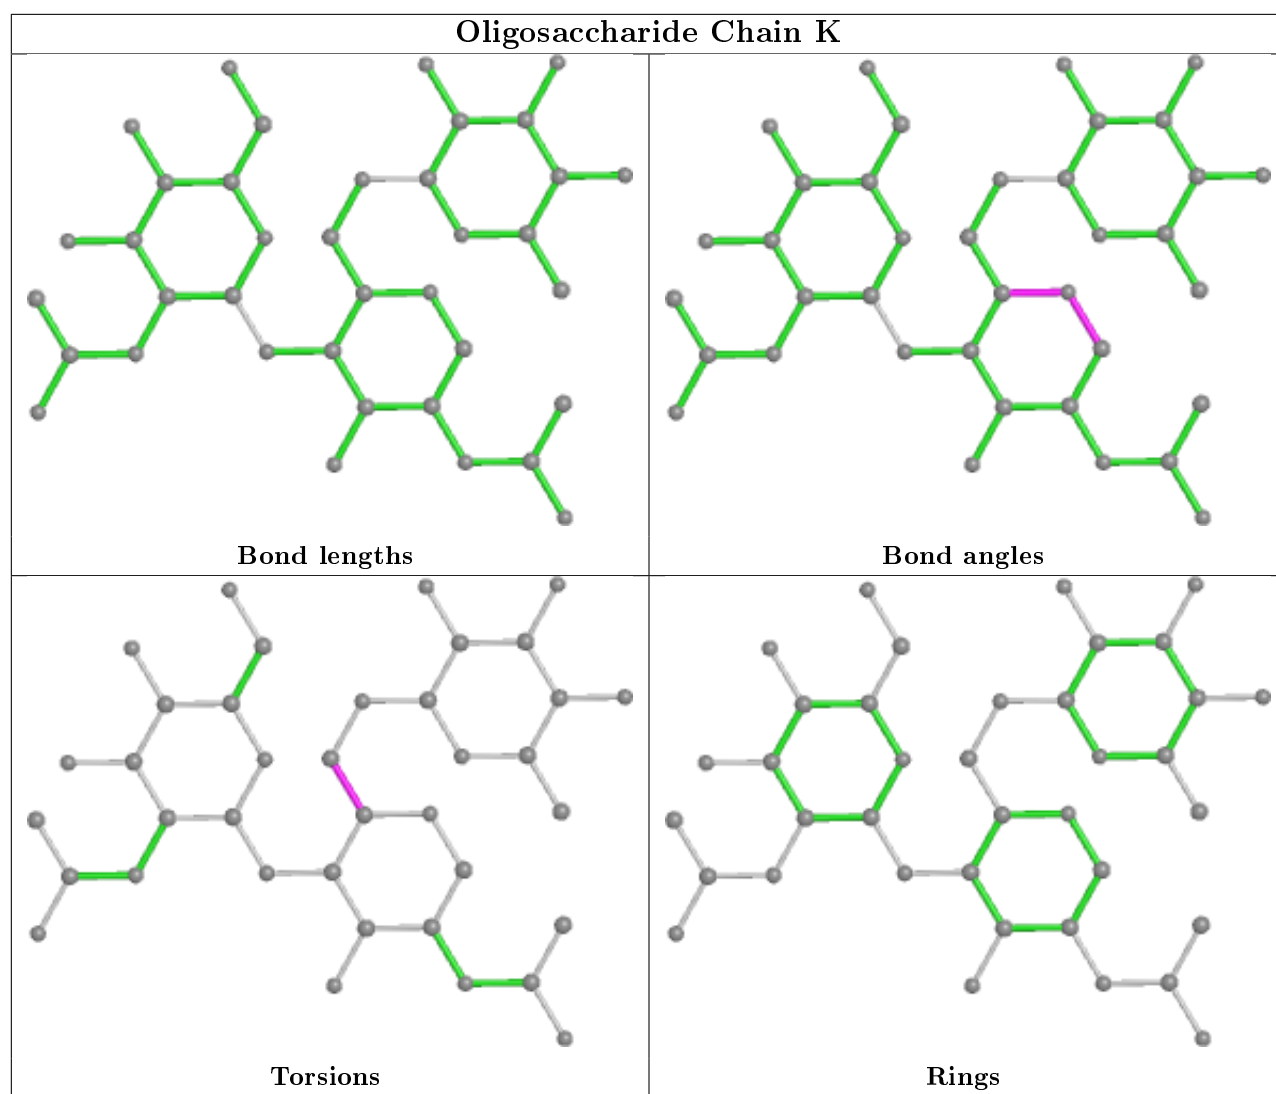 Oligosaccharide Chain K
Bond lengths
Bond angles
Torsions
Rings